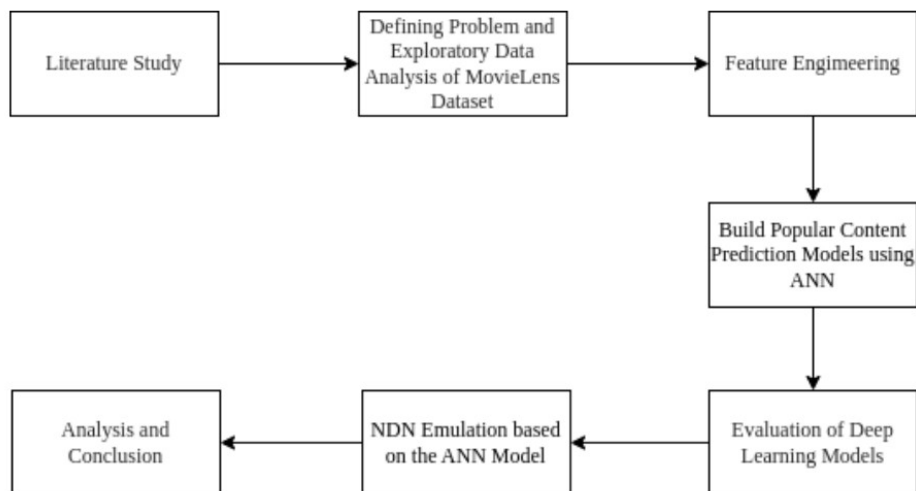 Literature Study
Defining Problem and
Exploratory Data
Analysis of MovieLens
Dataset
Feature Engimeering
Build Popular Content
Prediction Models using
ANN
Evaluation of Deep
Learning Models
NDN Emulation based
on the ANN Model
Analysis and
Conclusion